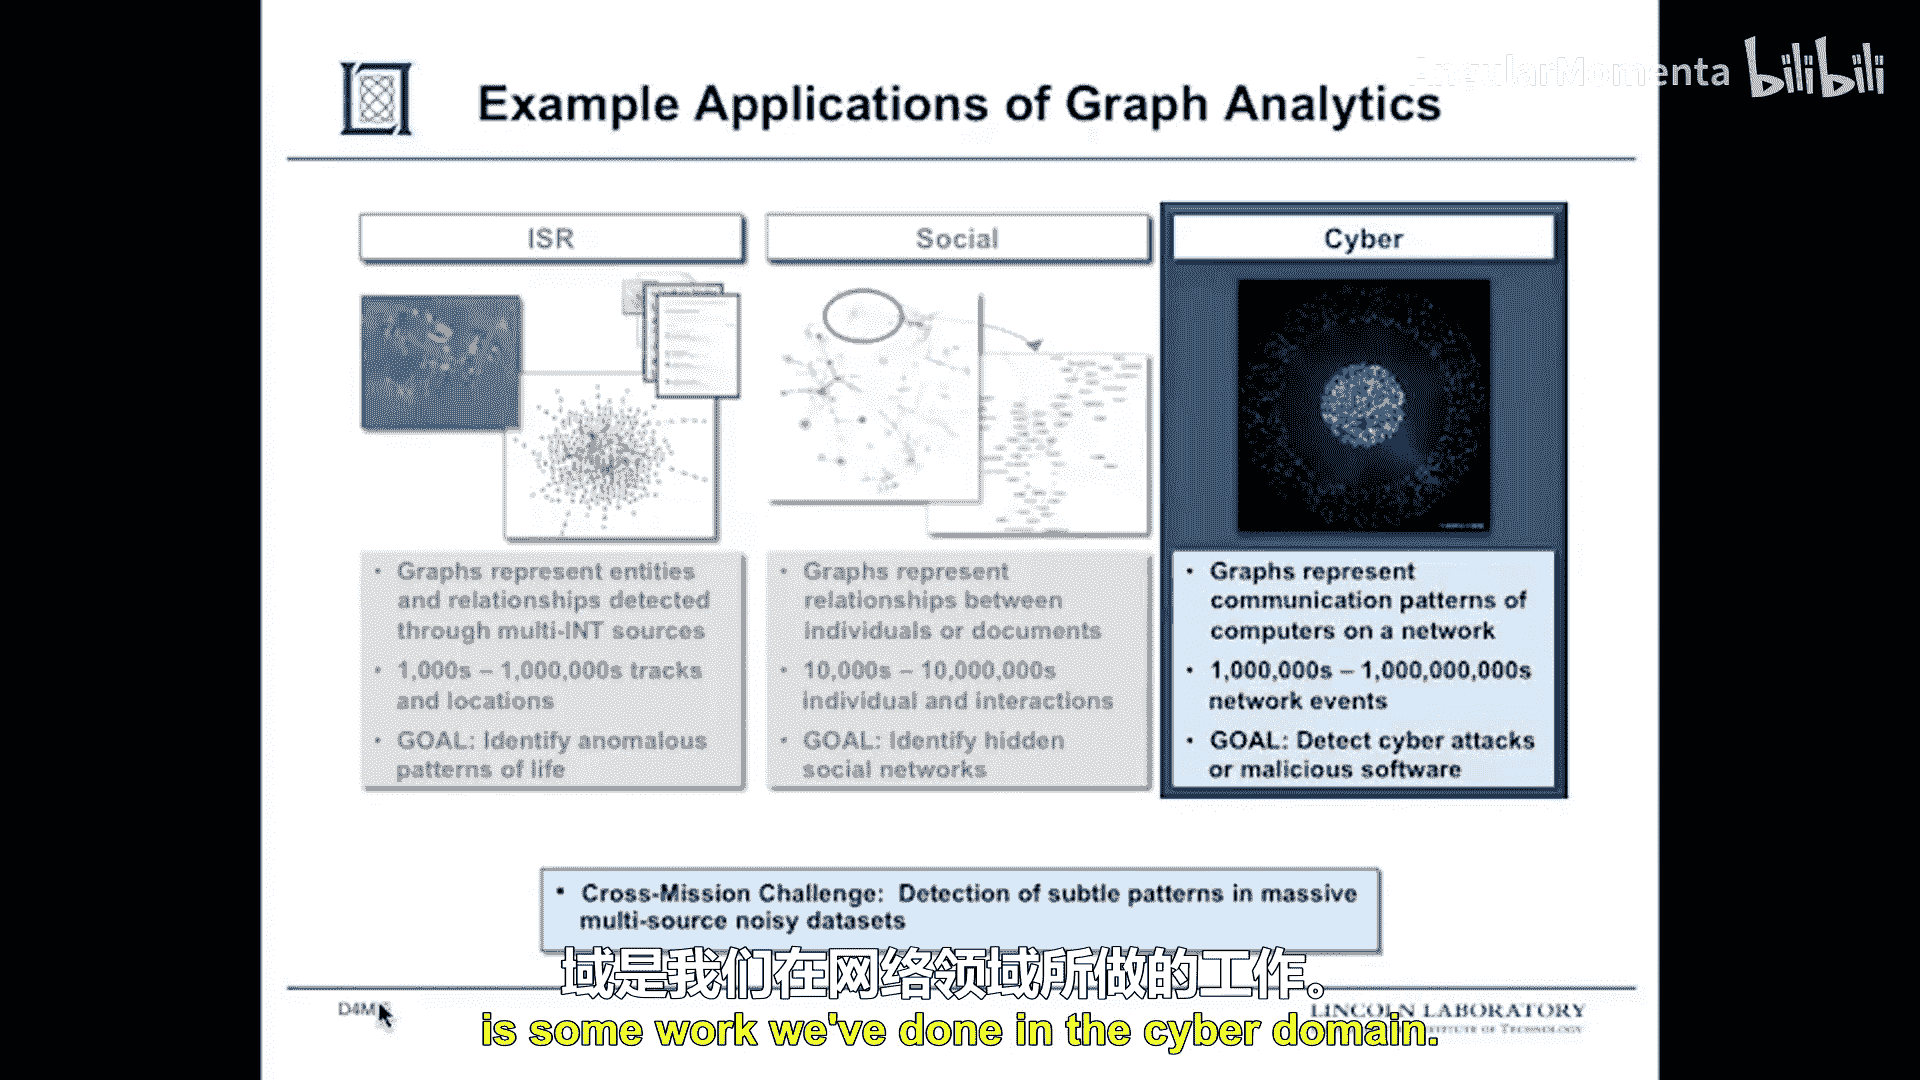 Example Applications of Graph Analytics
bilibili
ISR
Social
Cyber
• Graphs represent entities
and relationships detected
through multi-INT sources
• 1,000s – 1,000,000s tracks
and locations
• GOAL: Identify anomalous
patterns of life
• Graphs represent
relationships between
individuals or documents
• 10,000s – 10,000,000s
individual and interactions
• GOAL: Identify hidden
social networks
• Graphs represent
communication patterns of
computers on a network
• 1,000,000s – 1,000,000,000s
network events
• GOAL: Detect cyber attacks
or malicious software
• Cross-Mission Challenge: Detection of subtle patterns in massive
multi-source noisy datasets
域是我们在网络领域所做的工作。
D4M
LINCOLN LABORATORY
is some work we've done in the cyber domain.